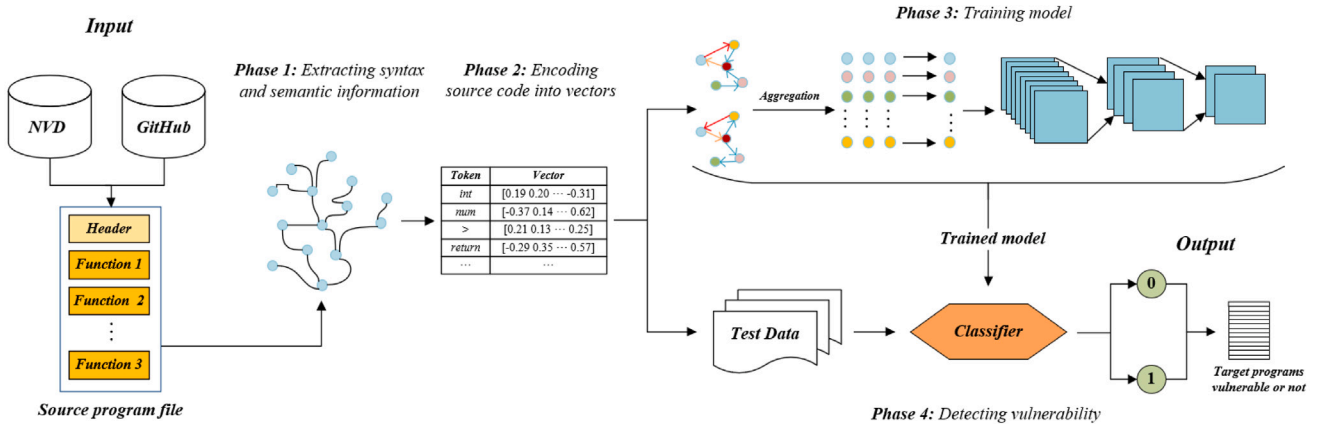 Input
NVD
GitHub
Header
Function 1
Function 2
⋮
Function 3
Source program file
Phase 1: Extracting syntax
and semantic information
Phase 2: Encoding
source code into vectors
Token Vector
int [0.19 0.20 ··· -0.31]
num [-0.37 0.14 ··· 0.62]
> [0.21 0.13 ··· 0.25]
return [-0.29 0.35 ··· 0.57]
··· ···
Phase 3: Training model
Aggregation
Trained model
Test Data
Classifier
Output
0
1
Target programs
vulnerable or not
Phase 4: Detecting vulnerability